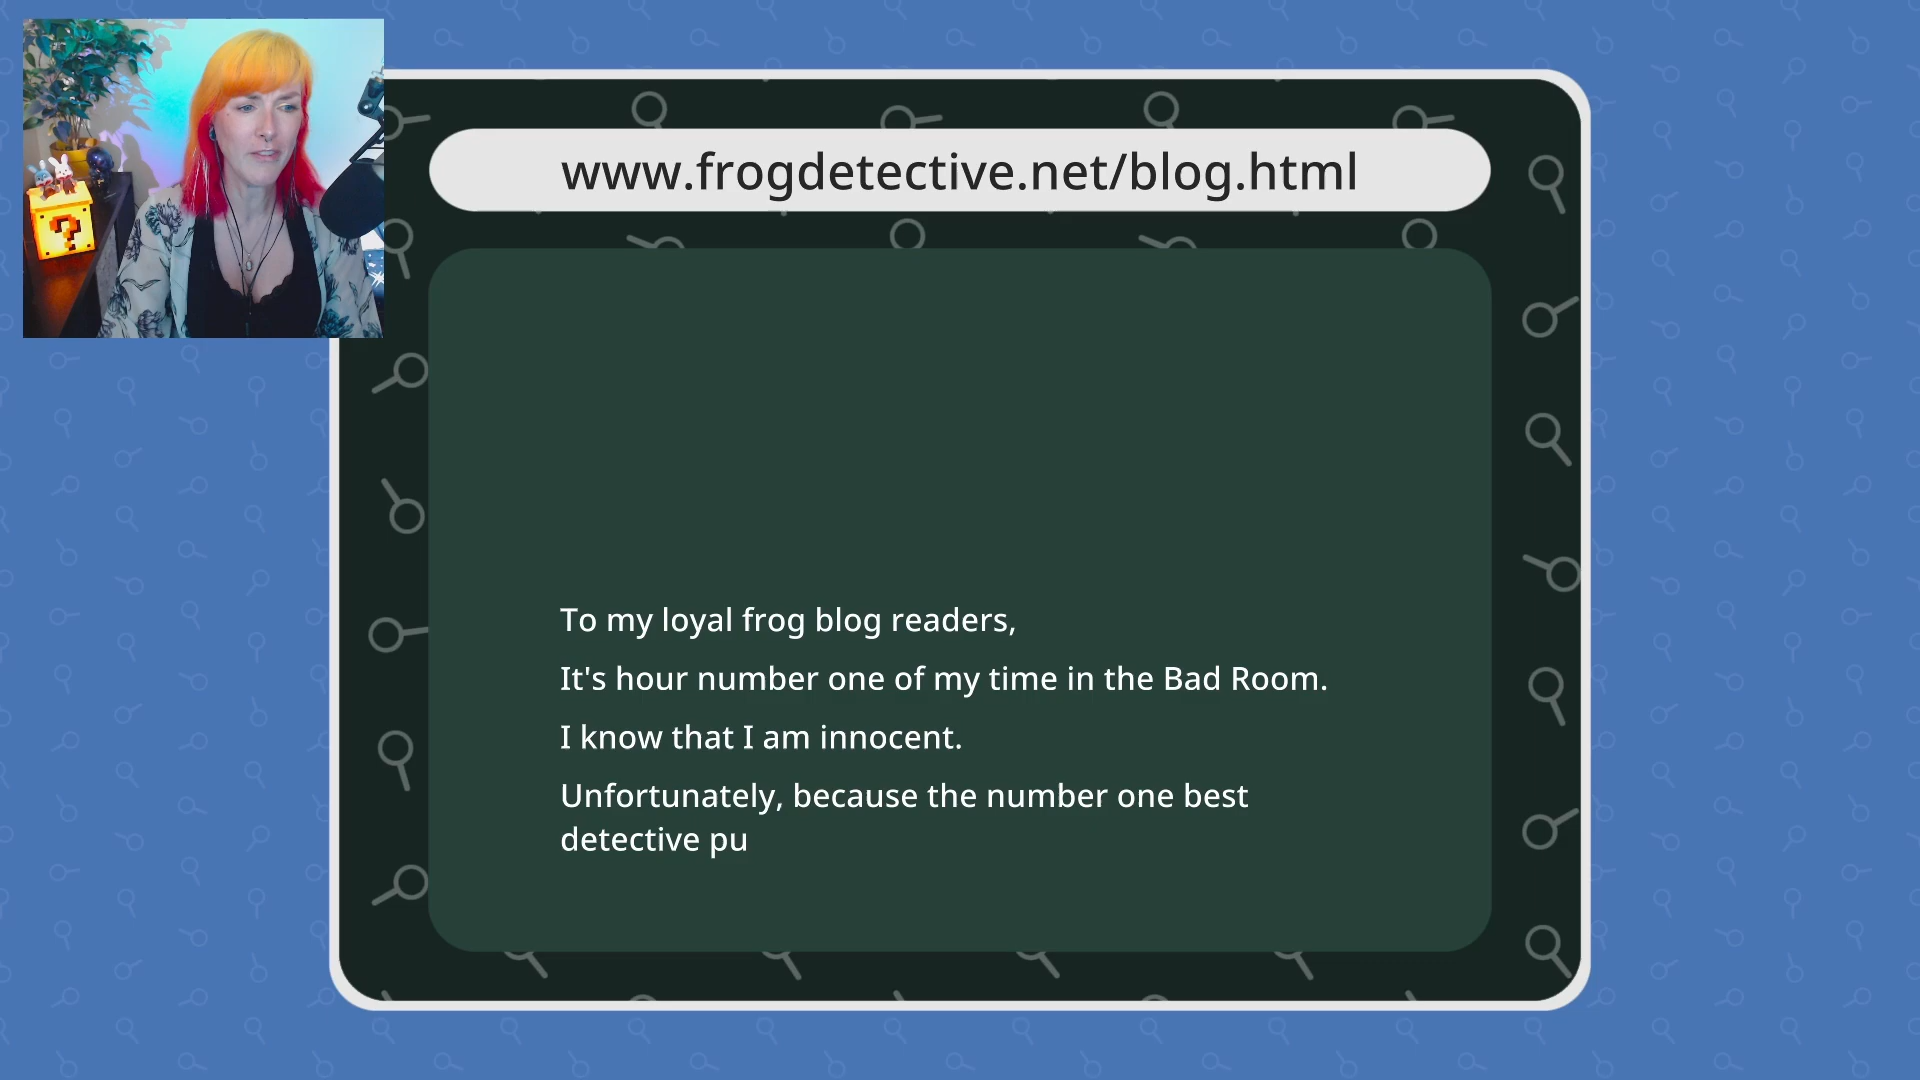 www.frogdetective.net/blog.html
To my loyal frog blog readers,
It's hour number one of my time in the Bad Room.
I know that I am innocent.
Unfortunately, because the number one best
detective pu
?